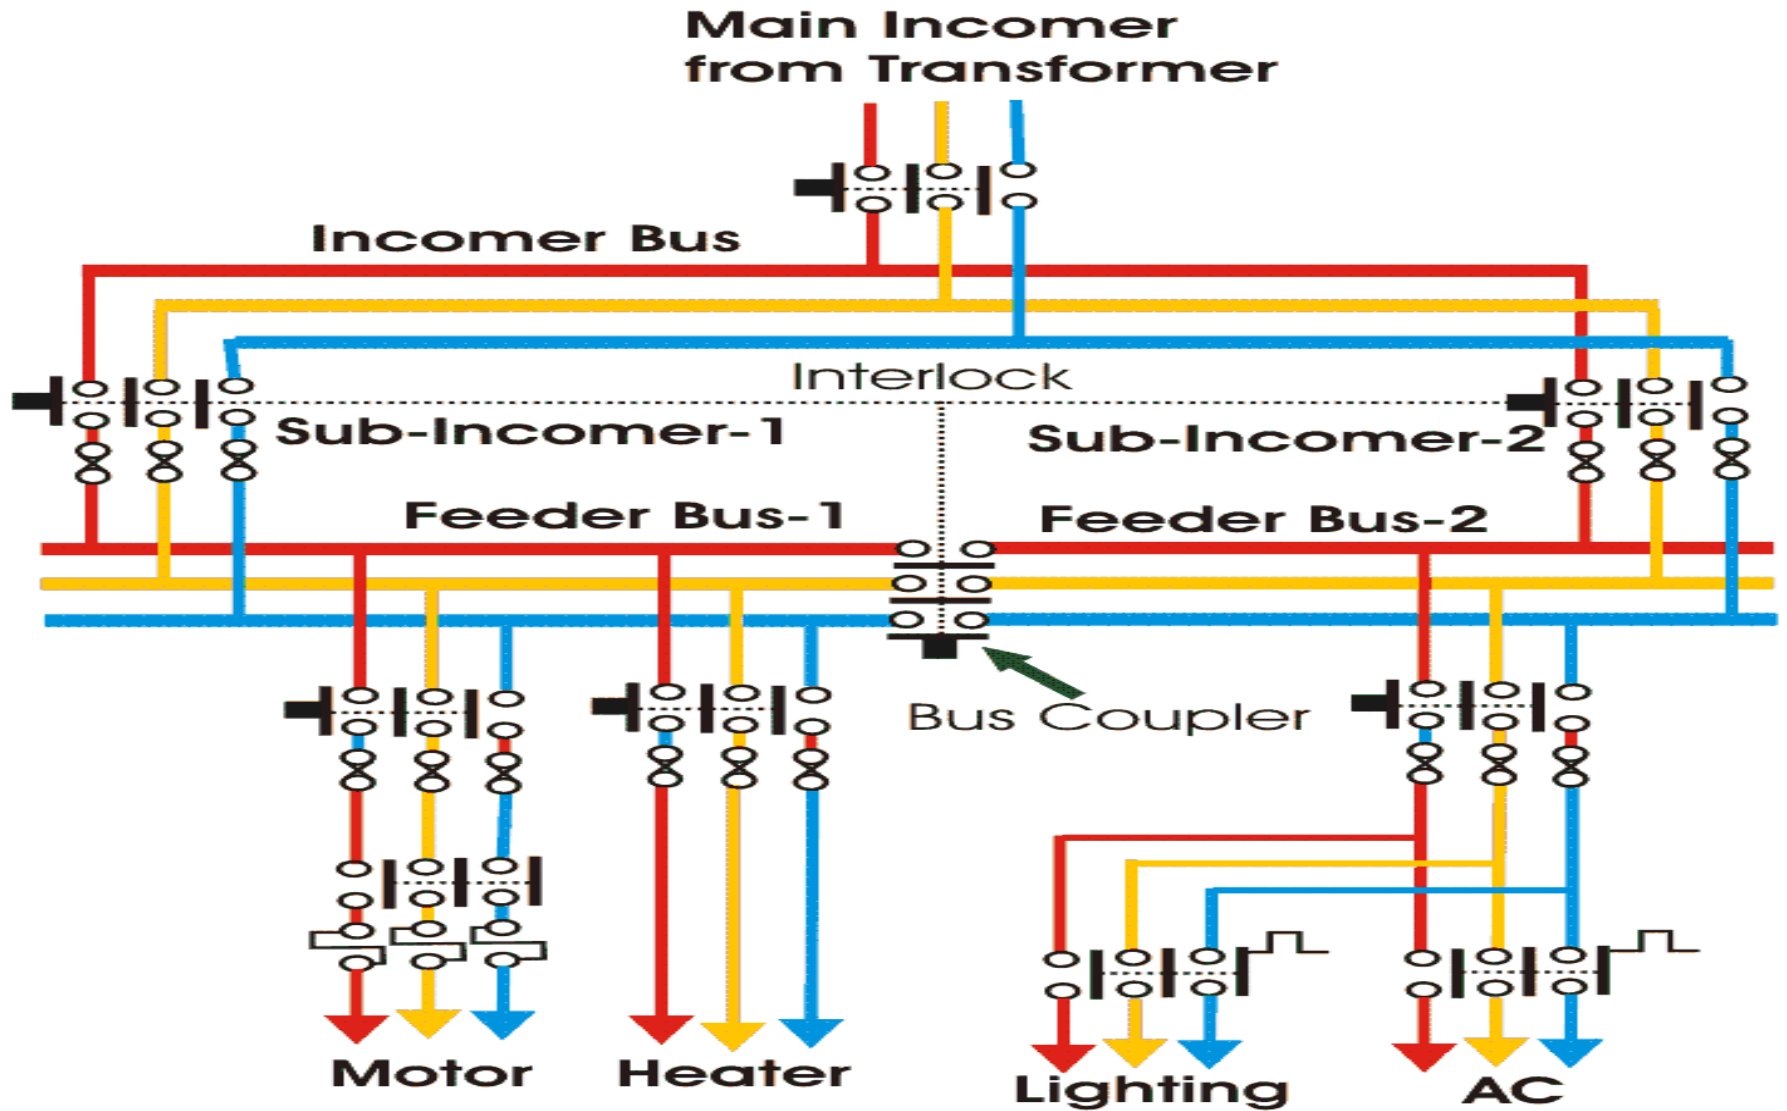 Main Incomer
from Transformer
Incomer Bus
Interlock
Sub-Incomer-1
Sub-Incomer-2
Feeder Bus-1
Feeder Bus-2
Bus Coupler
Motor
Heater
Lighting
AC